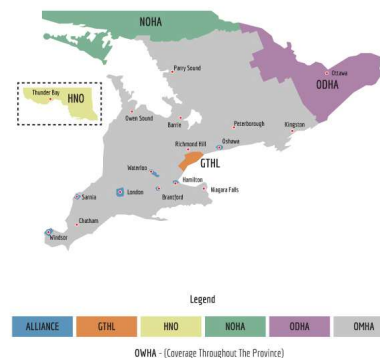 NOHA
Parry Sound
Ottawa
ODHA
Thunder Bay
HNO
Owen Sound
Barrie
Peterborough
Kingston
Richmond Hill
Oshawa
GTHL
Waterloo
Hamilton
Sarnia
London
Brantford
Niagara Falls
Chatham
Windsor
Legend
ALLIANCE GTHL HNO NOHA ODHA OMHA
OWHA - (Coverage Throughout The Province)